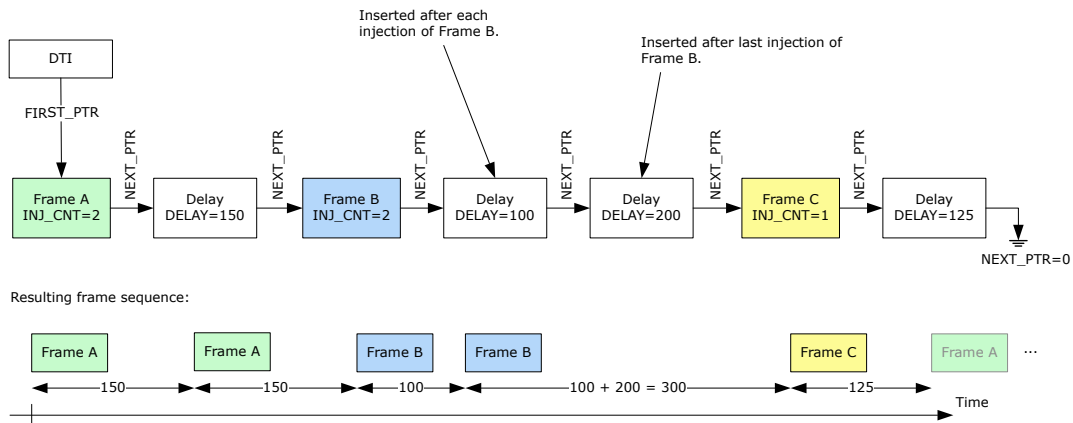 Inserted after each
injection of Frame B.
Inserted after last injection of
Frame B.
DTI
FIRST_PTR
NEXT_PTR
NEXT_PTR
NEXT_PTR
NEXT_PTR
NEXT_PTR
NEXT_PTR
Frame A
INJ_CNT=2
Delay
DELAY=150
Frame B
INJ_CNT=2
Delay
DELAY=100
Delay
DELAY=200
Frame C
INJ_CNT=1
Delay
DELAY=125
NEXT_PTR=0
Resulting frame sequence:
Frame A
Frame A
Frame B
Frame B
Frame C
Frame A
...
150
150
100
100 + 200 = 300
125
Time